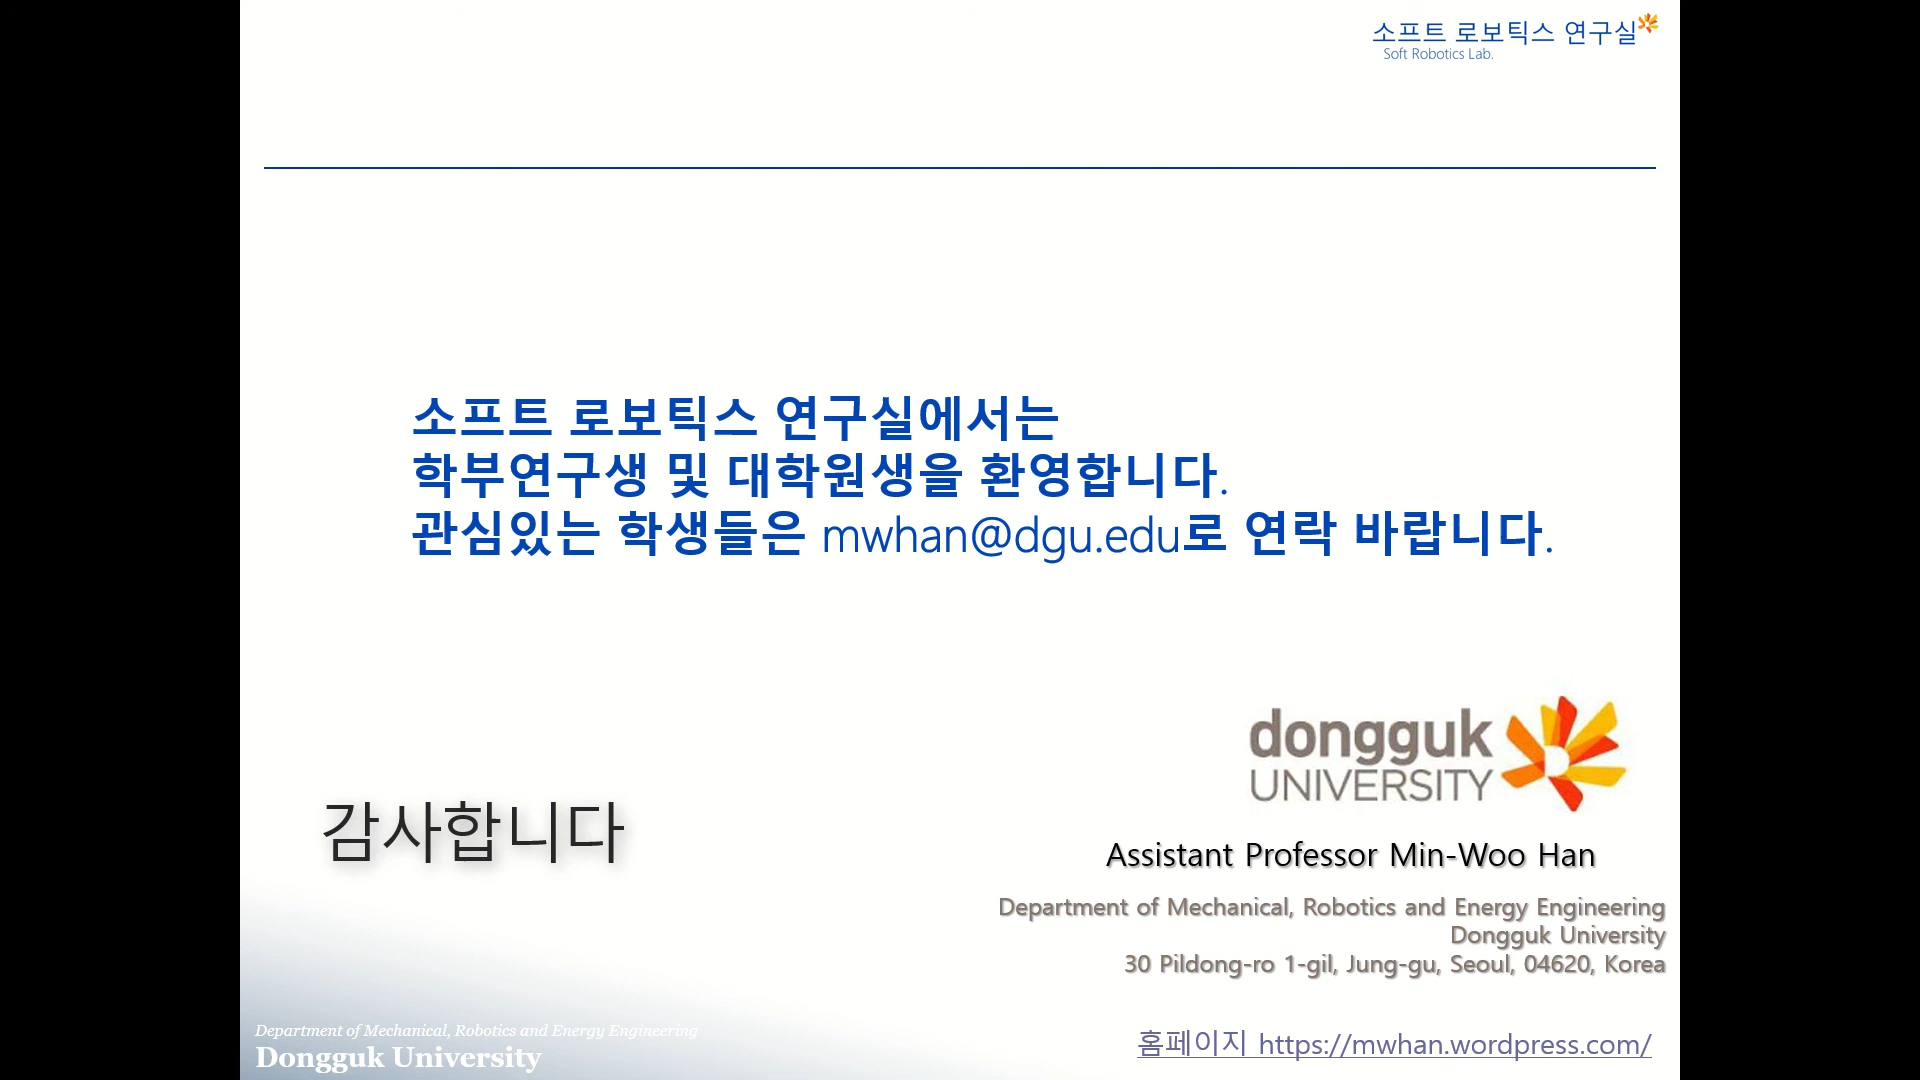 소프트 로보틱스 연구실
Soft Robotics Lab.
소프트 로보틱스 연구실에서는
학부연구생 및 대학원생을 환영합니다.
관심있는 학생들은 mwhan@dgu.edu로 연락 바랍니다.
dongguk
UNIVERSITY
감사합니다
Assistant Professor Min-Woo Han
Department of Mechanical, Robotics and Energy Engineering
Dongguk University
30 Pildong-ro 1-gil, Jung-gu, Seoul, 04620, Korea
Department of Mechanical, Robotics and Energy Engineering
Dongguk University
홈페이지 https://mwhan.wordpress.com/